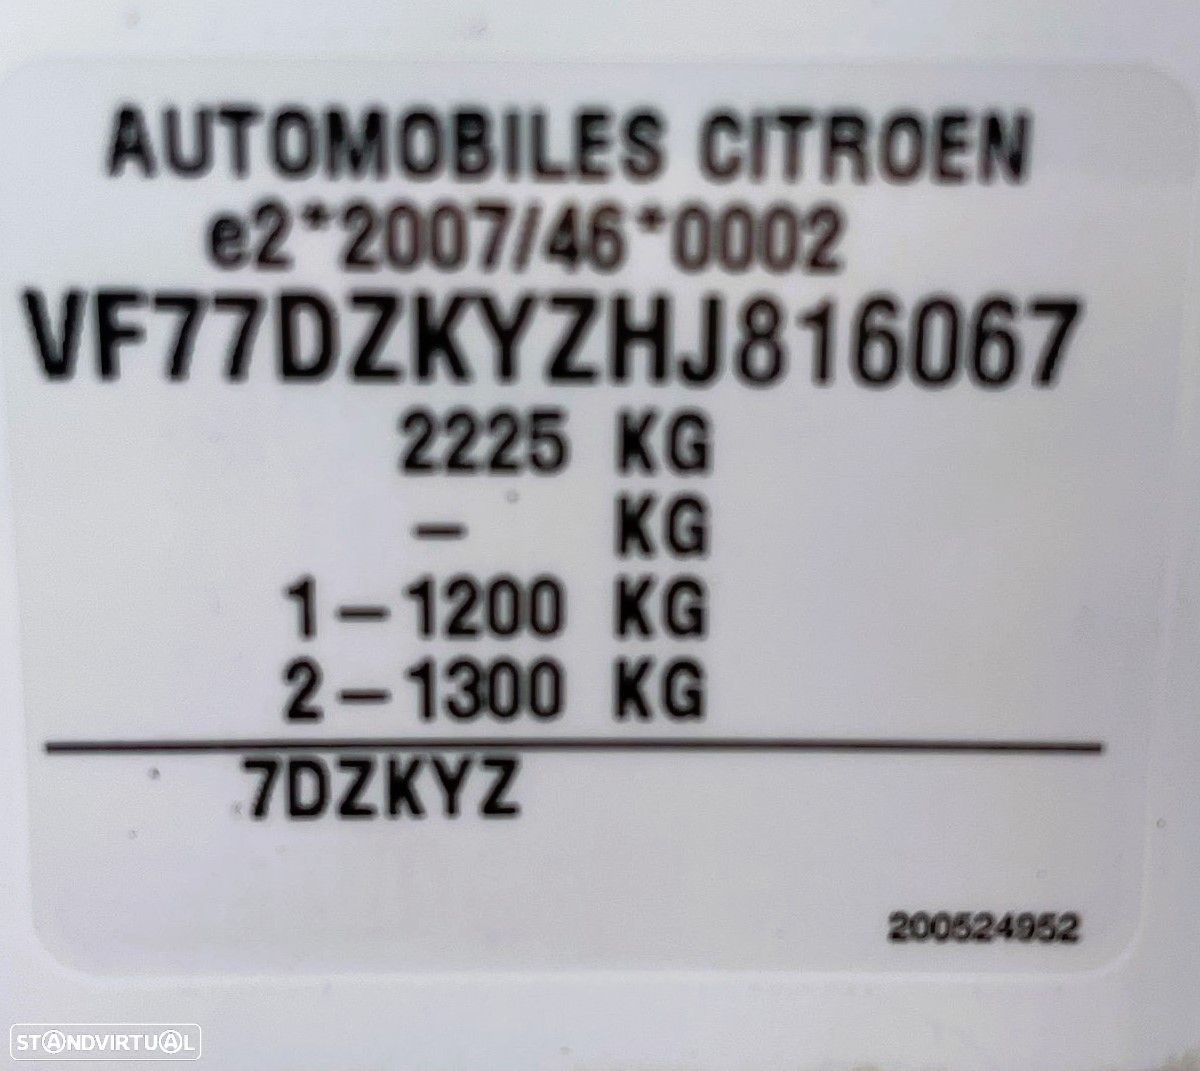 AUTOMOBILES CITROEN
e2*2007/46*0002
VF77DZKYZHJ816067
2225 KG
- KG
1-1200 KG
2-1300 KG
7DZKYZ
200524952
STANDVIRTUAL